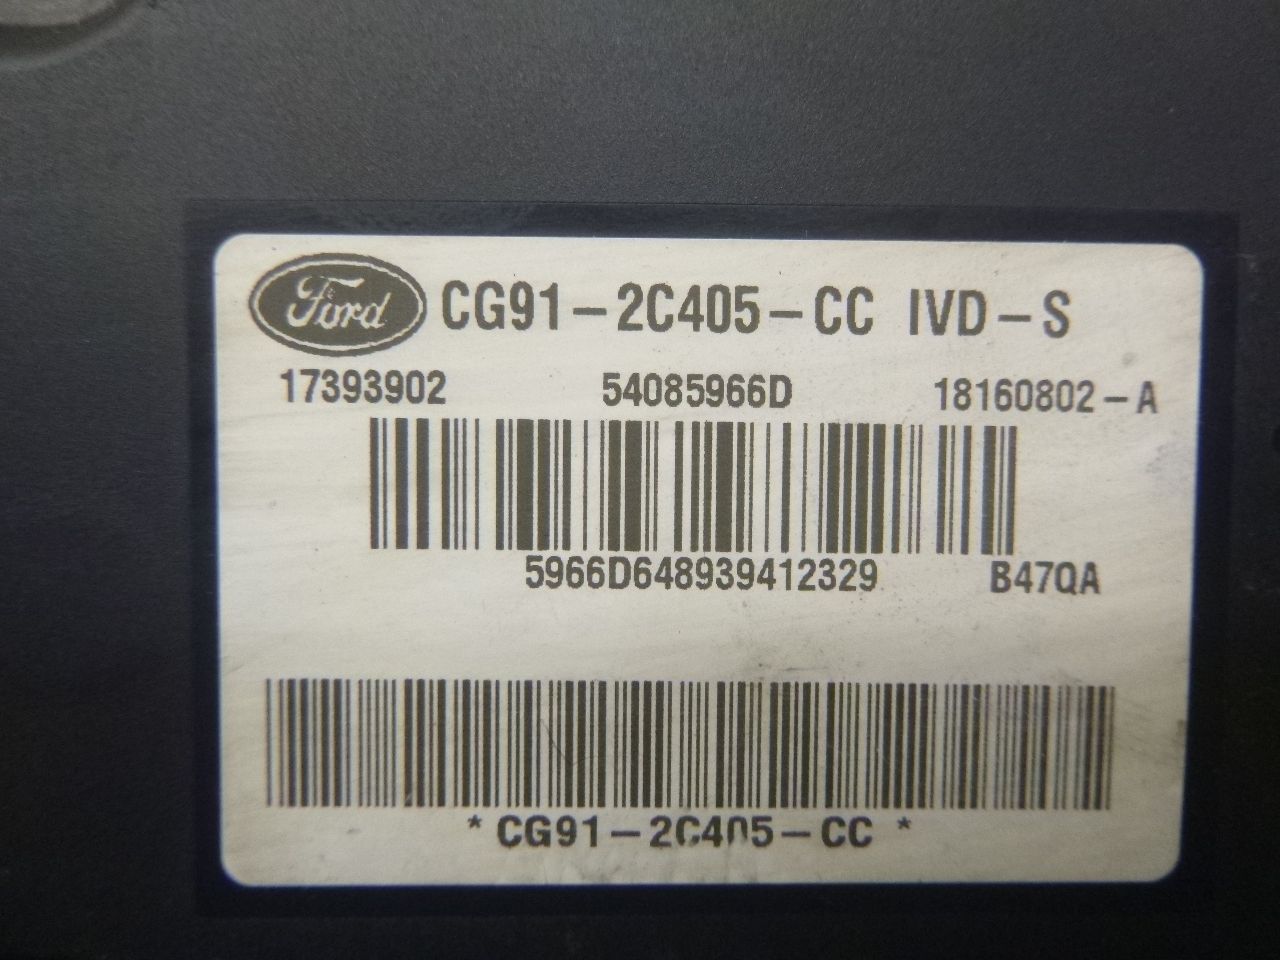 Ford CG91-2C405-CC IVD-S
17393902 54085966D 18160802-A
5966D648939412329 B47QA
*CG91-2C405-CC*